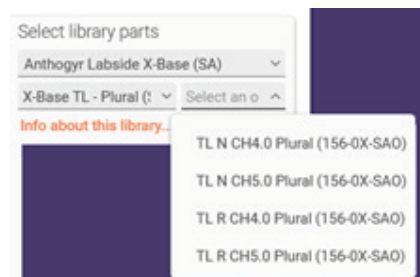 Select library parts
Anthogyr Labside X-Base (SA)
X-Base TL - Plural (S Select an o
Info about this library...
TL N CH4.0 Plural (156-0X-SAO)
TL N CH5.0 Plural (156-0X-SAO)
TL R CH4.0 Plural (156-0X-SAO)
TL R CH5.0 Plural (156-0X-SAO)